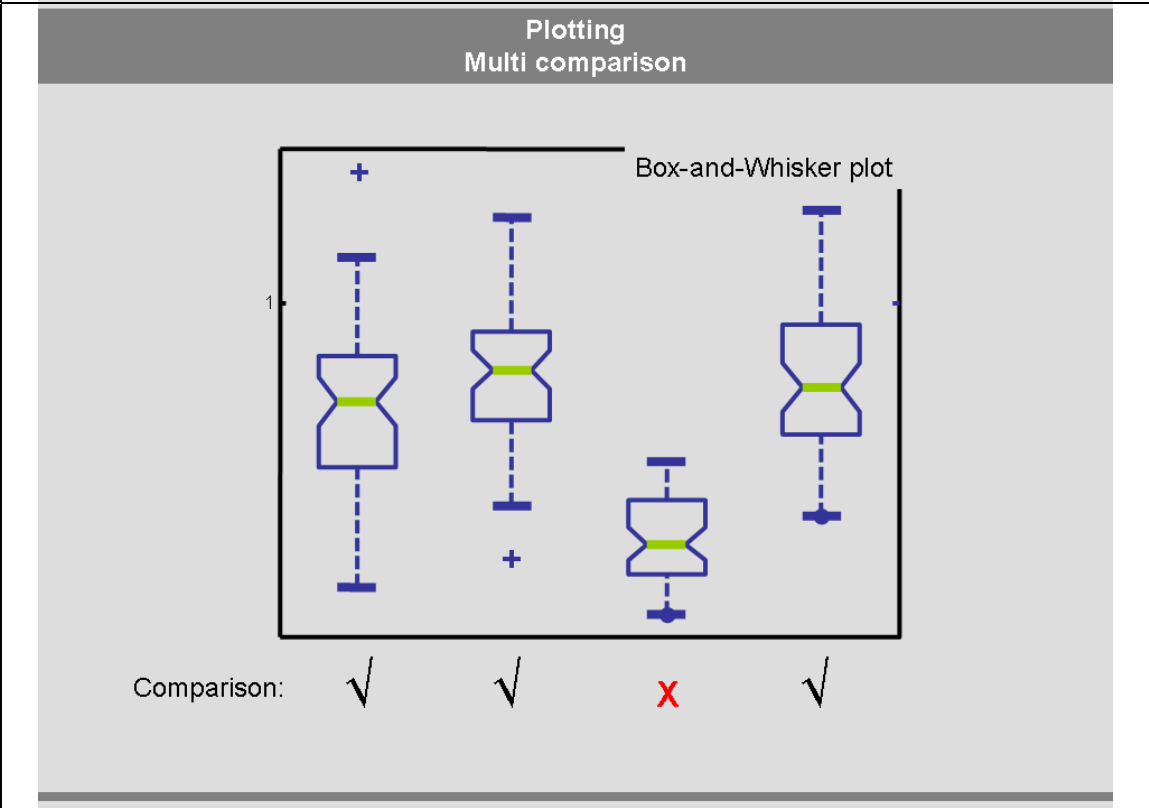 Plotting
Multi comparison
Box-and-Whisker plot
1
Comparison: √ √ X √